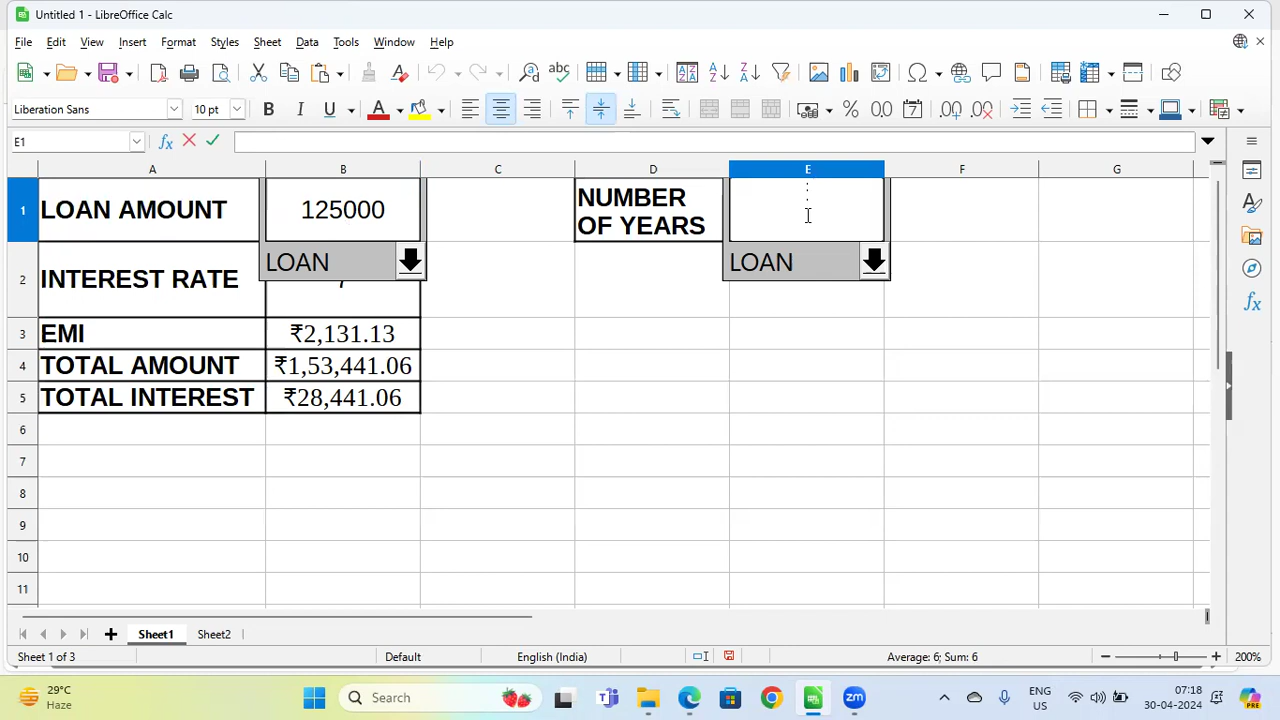 Untitled 1 - LibreOffice Calc
File Edit View Insert Format Styles Sheet Data Tools Window Help
Liberation Sans 10 pt
E1
A B C D E F G
1 LOAN AMOUNT 125000 NUMBER
OF YEARS
LOAN LOAN
2 INTEREST RATE
3 EMI ₹2,131.13
4 TOTAL AMOUNT ₹1,53,441.06
5 TOTAL INTEREST ₹28,441.06
6
7
8
9
10
11
Sheet1 Sheet2
Sheet 1 of 3 Default English (India) Average: 6; Sum: 6 200%
29°C
Haze
Search
ENG
US
07:18
30-04-2024
zm
PRE